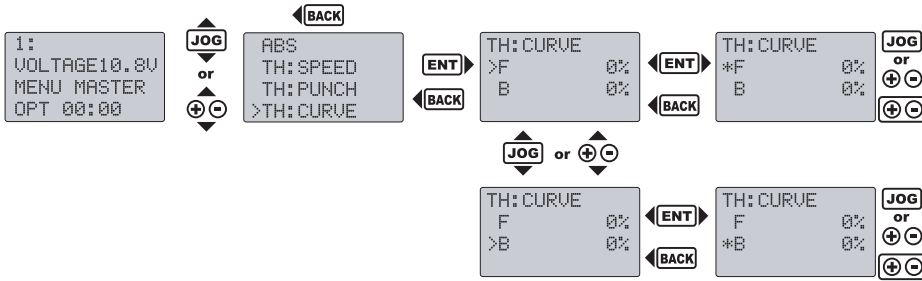 BACK
1:
VOLTAGE10.8V
MENU MASTER
OPT 00:00
JOG
or
ABS
TH:SPEED
TH:PUNCH
>TH:CURVE
ENT
BACK
TH:CURVE
>F 0%
B 0%
ENT
BACK
TH:CURVE
*F 0%
B 0%
JOG
or
JOG or
TH:CURVE
F 0%
>B 0%
ENT
BACK
TH:CURVE
F 0%
*B 0%
JOG
or